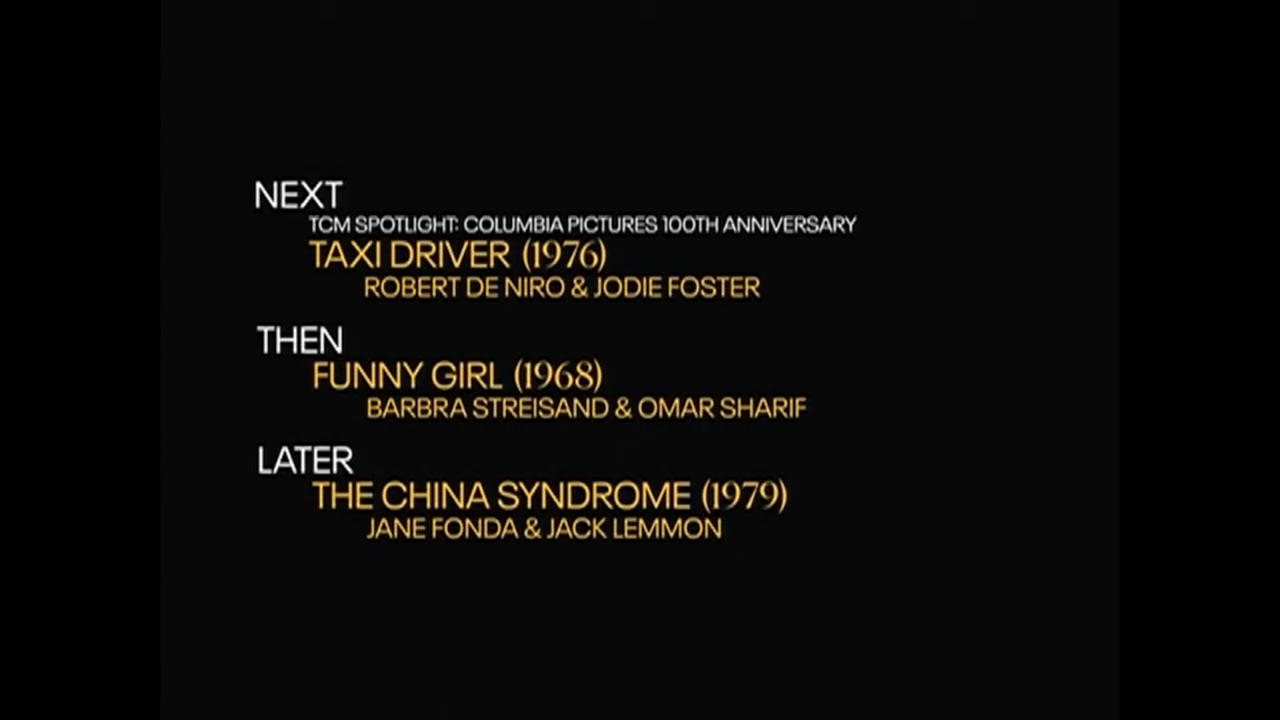 NEXT
TCM SPOTLIGHT: COLUMBIA PICTURES 100TH ANNIVERSARY
TAXI DRIVER (1976)
ROBERT DE NIRO & JODIE FOSTER
THEN
FUNNY GIRL (1968)
BARBRA STREISAND & OMAR SHARIF
LATER
THE CHINA SYNDROME (1979)
JANE FONDA & JACK LEMMON